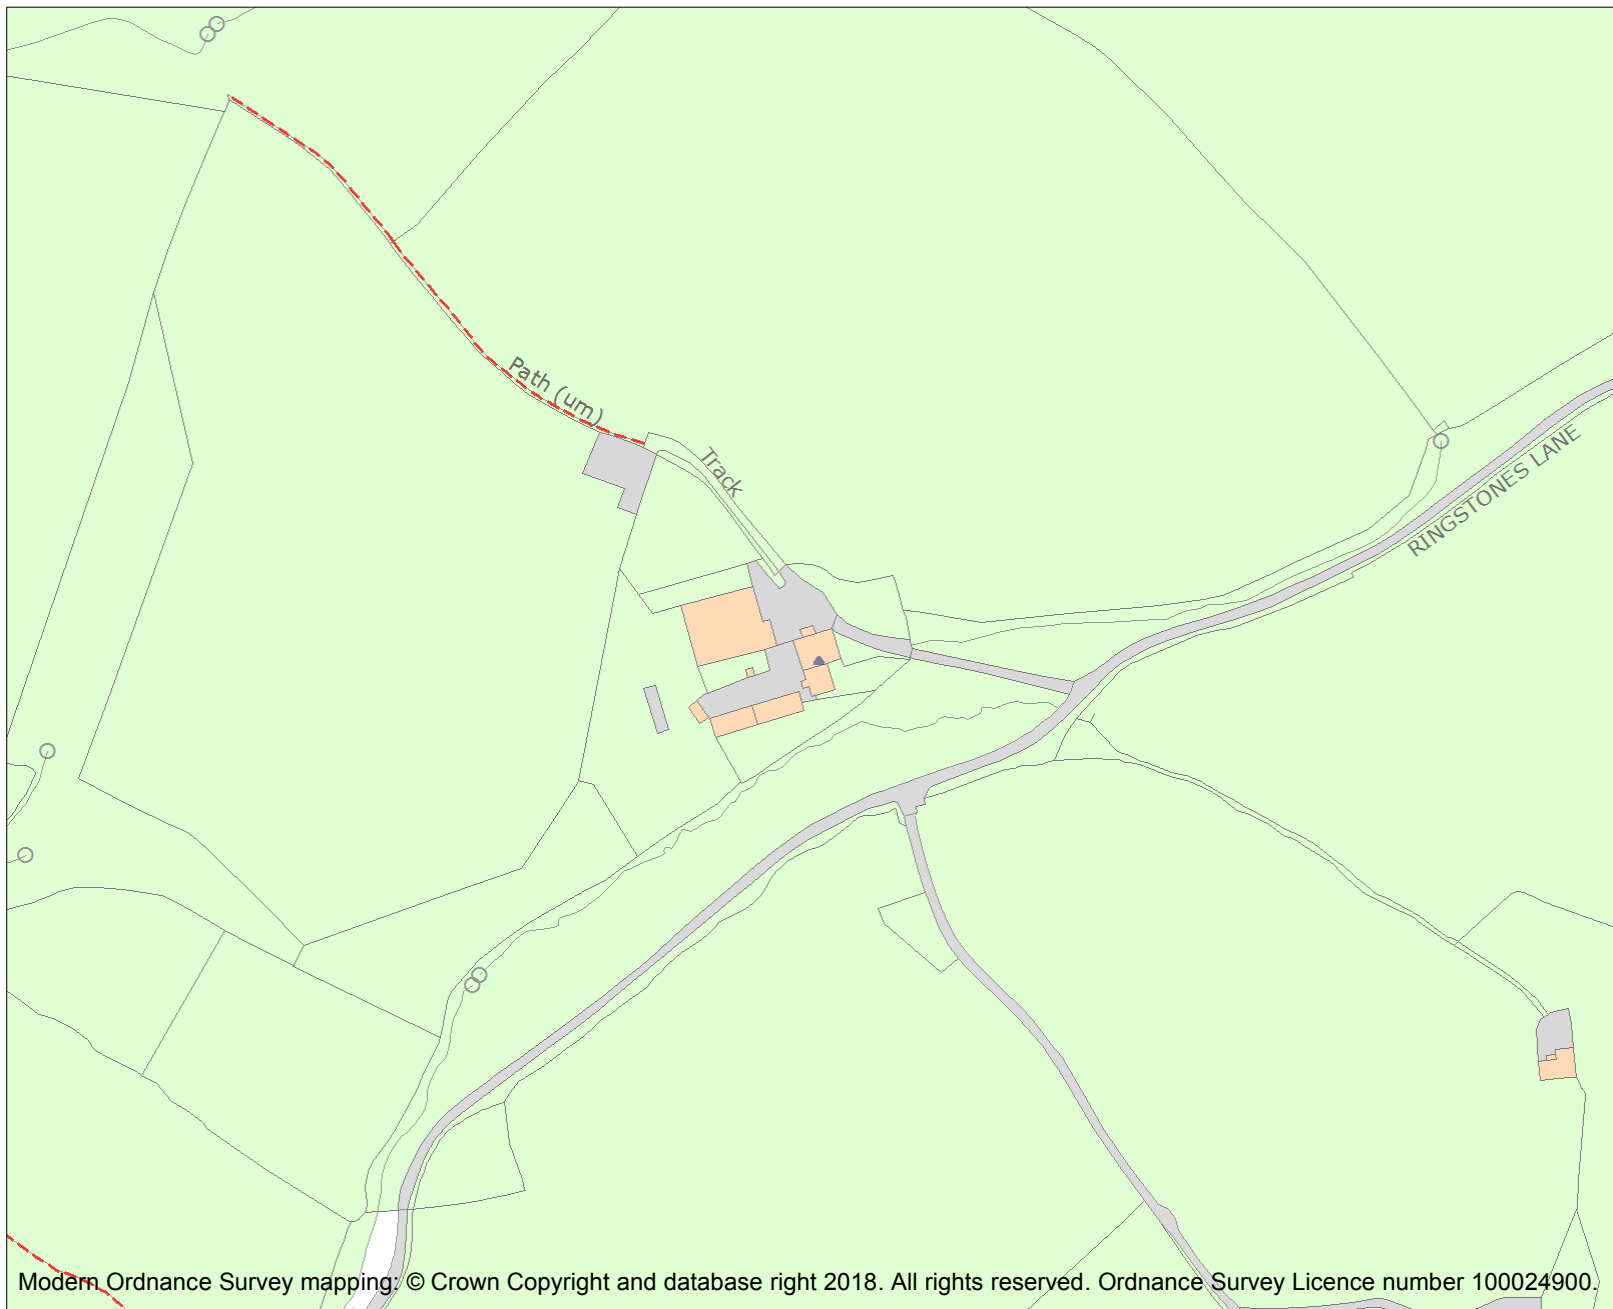 Path (um)
Track
RINGSTONES LANE
Modern Ordnance Survey mapping: © Crown Copyright and database right 2018. All rights reserved. Ordnance Survey Licence number 100024900.